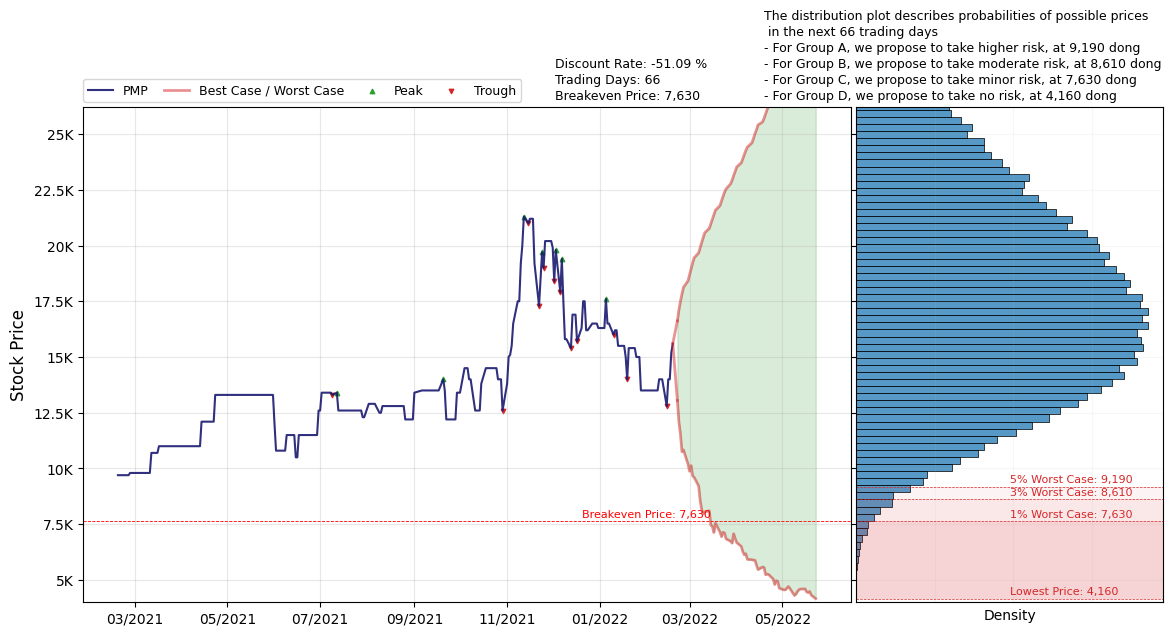 The distribution plot describes probabilities of possible prices
in the next 66 trading days
- For Group A, we propose to take higher risk, at 9,190 dong
- For Group B, we propose to take moderate risk, at 8,610 dong
- For Group C, we propose to take minor risk, at 7,630 dong
- For Group D, we propose to take no risk, at 4,160 dong
Discount Rate: -51.09 %
Trading Days: 66
Breakeven Price: 7,630
PMP
Best Case / Worst Case
Peak
Trough
Stock Price
25K
22.5K
20K
17.5K
15K
12.5K
10K
7.5K
5K
Breakeven Price: 7,630
03/2021
05/2021
07/2021
09/2021
11/2021
01/2022
03/2022
05/2022
5% Worst Case: 9,190
3% Worst Case: 8,610
1% Worst Case: 7,630
Lowest Price: 4,160
Density